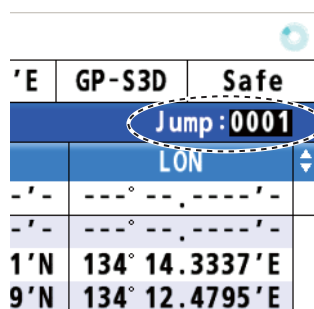 'E GP-S3D Safe
Jump:0001
LON
-'- ---° --.----'-
-'- ---° --.----'-
1'N 134° 14.3337'E
9'N 134° 12.4795'E